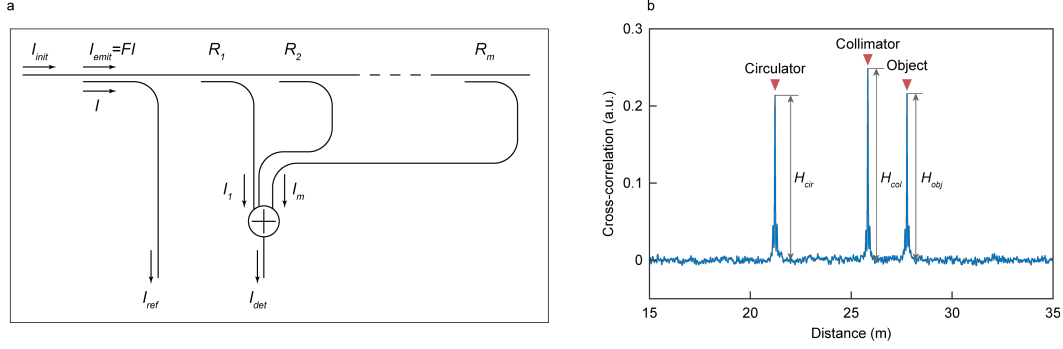 a
I_init
I_emit=FI
R_1
R_2
R_m
I
I_1
I_m
I_ref
I_det
b
Cross-correlation (a.u.)
0.3
0.2
0.1
0
Circulator
Collimator
Object
H_cir
H_col
H_obj
15
20
25
30
35
Distance (m)